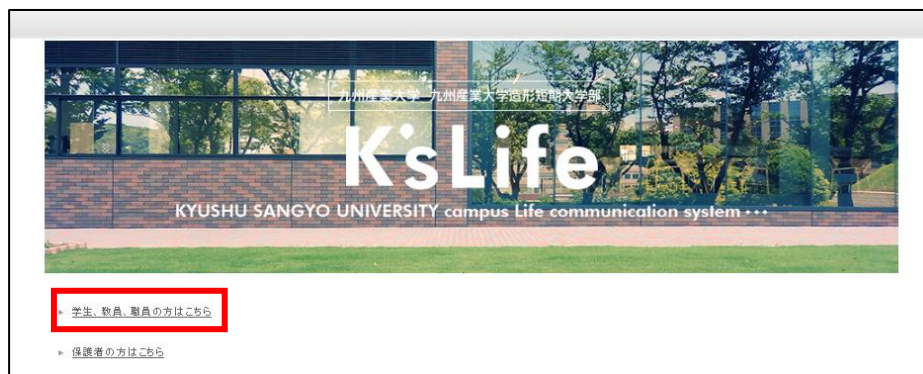 九州産業大学 九州産業大学造形短期大学部
K'sLife
KYUSHU SANGYO UNIVERSITY campus Life communication system •••
学生、教員、職員の方はこちら
保護者の方はこちら